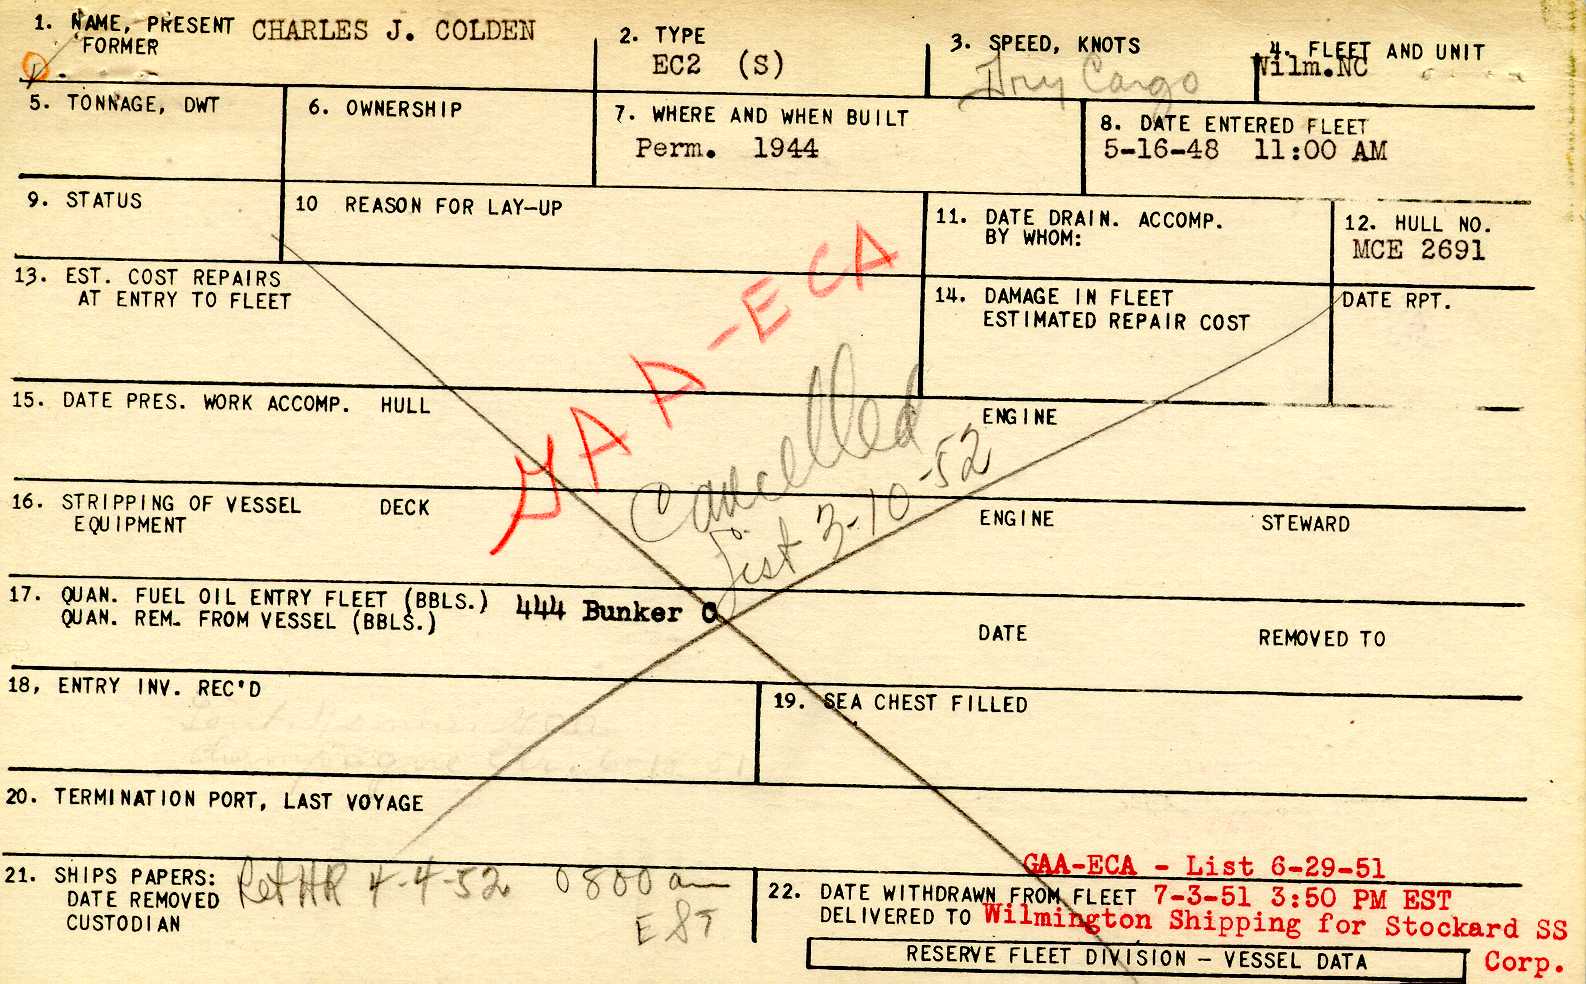 1. NAME, PRESENT CHARLES J. COLDEN
FORMER
2. TYPE
EC2 (S)
3. SPEED, KNOTS
Dry Cargo
4. FLEET AND UNIT
Wilm.NC
5. TONNAGE, DWT
6. OWNERSHIP
7. WHERE AND WHEN BUILT
Perm. 1944
8. DATE ENTERED FLEET
5-16-48 11:00 AM
9. STATUS
10 REASON FOR LAY-UP
11. DATE DRAIN. ACCOMP.
BY WHOM:
12. HULL NO.
MCE 2691
13. EST. COST REPAIRS
AT ENTRY TO FLEET
GAA-ECA
Cancelled
List 3-10-52
14. DAMAGE IN FLEET
ESTIMATED REPAIR COST
DATE RPT.
15. DATE PRES. WORK ACCOMP. HULL
ENGINE
16. STRIPPING OF VESSEL DECK
EQUIPMENT
ENGINE
STEWARD
17. QUAN. FUEL OIL ENTRY FLEET (BBLS.) 444 Bunker C
QUAN. REM. FROM VESSEL (BBLS.)
DATE
REMOVED TO
18, ENTRY INV. REC'D
19. SEA CHEST FILLED
20. TERMINATION PORT, LAST VOYAGE
21. SHIPS PAPERS:
DATE REMOVED
CUSTODIAN
Ret HR 4-4-52 0800 am
EST
GAA-ECA - List 6-29-51
22. DATE WITHDRAWN FROM FLEET 7-3-51 3:50 PM EST
DELIVERED TO Wilmington Shipping for Stockard SS
Corp.
RESERVE FLEET DIVISION - VESSEL DATA